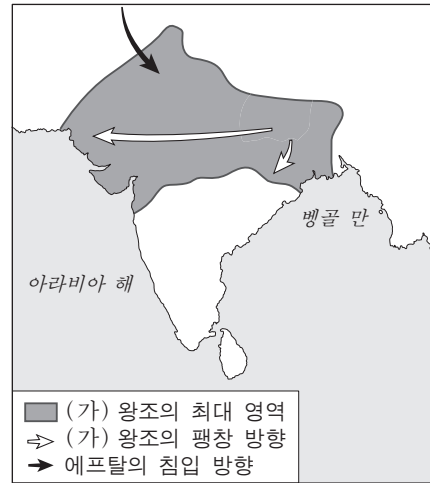 벵골 만
아라비아 해
(가) 왕조의 최대 영역
(가) 왕조의 팽창 방향
에프탈의 침입 방향